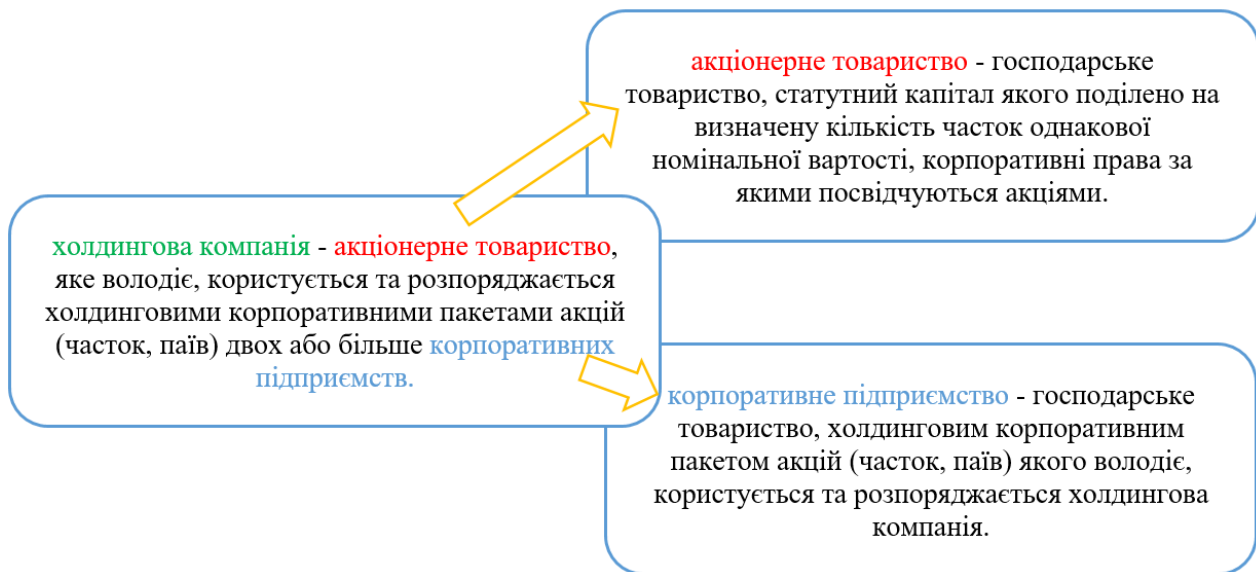 акціонерне товариство - господарське
товариство, статутний капітал якого поділено на
визначену кількість часток однакової
номінальної вартості, корпоративні права за
якими посвідчуються акціями.
холдингова компанія - акціонерне товариство,
яке володіє, користується та розпоряджається
холдинговими корпоративними пакетами акцій
(часток, паїв) двох або більше корпоративних
підприємств.
корпоративне підприємство - господарське
товариство, холдинговим корпоративним
пакетом акцій (часток, паїв) якого володіє,
користується та розпоряджається холдингова
компанія.